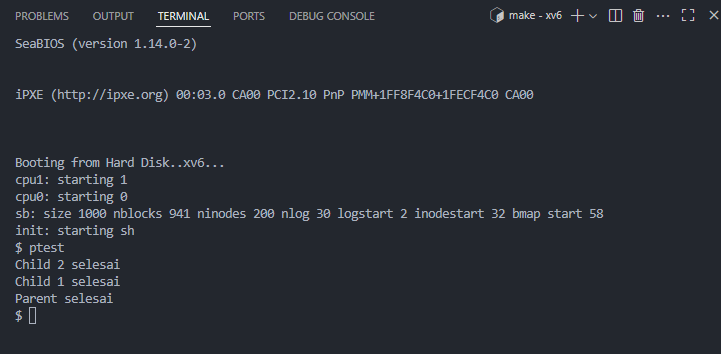 PROBLEMS OUTPUT TERMINAL PORTS DEBUG CONSOLE make - xv6
SeaBIOS (version 1.14.0-2)
iPXE (http://ipxe.org) 00:03.0 CA00 PCI2.10 PnP PMM+1FF8F4C0+1FECF4C0 CA00
Booting from Hard Disk..xv6...
cpu1: starting 1
cpu0: starting 0
sb: size 1000 nblocks 941 ninodes 200 nlog 30 logstart 2 inodestart 32 bmap start 58
init: starting sh
$ ptest
Child 2 selesai
Child 1 selesai
Parent selesai
$